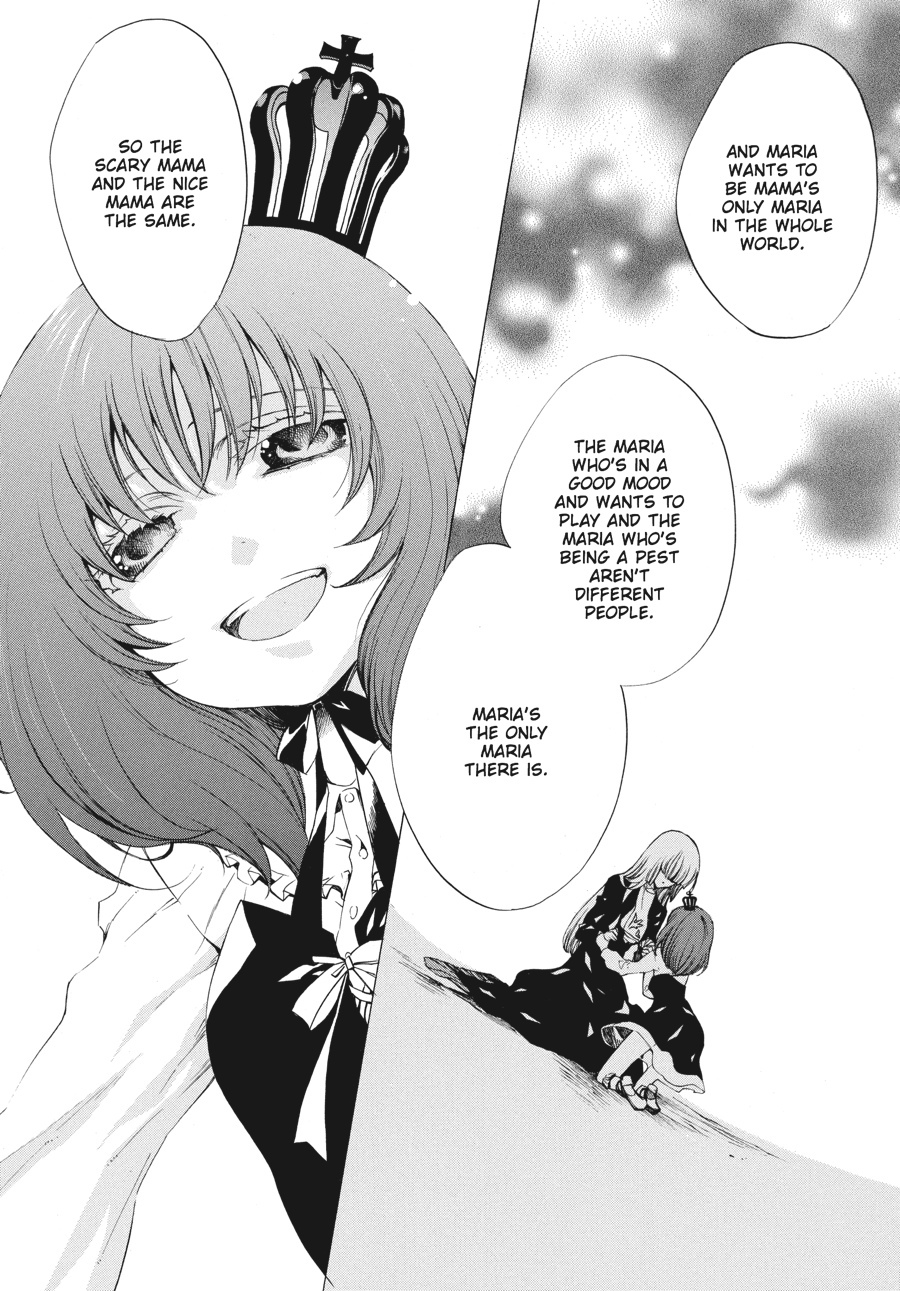 AND MARIA
WANTS TO
BE MAMA'S
ONLY MARIA
IN THE WHOLE
WORLD.
THE MARIA
WHO'S IN A
GOOD MOOD
AND WANTS TO
PLAY AND THE
MARIA WHO'S
BEING A PEST
AREN'T
DIFFERENT
PEOPLE.
MARIA'S
THE ONLY
MARIA
THERE IS.
SO THE
SCARY MAMA
AND THE NICE
MAMA ARE
THE SAME.